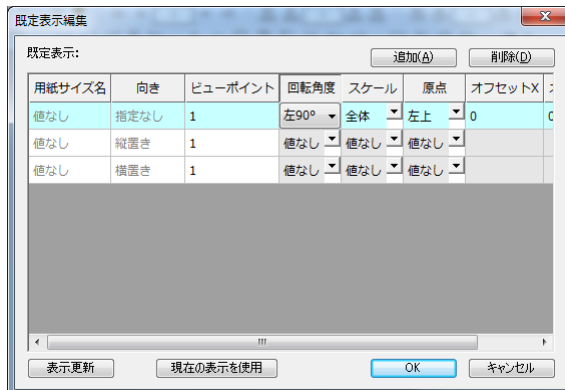 既定表示編集
既定表示:
追加(A) 削除(D)
用紙サイズ名 向き ビューポイント 回転角度 スケール 原点 オフセットX
値なし 指定なし 1 左90° 全体 左上 0
値なし 縦置き 1 値なし 値なし 値なし
値なし 横置き 1 値なし 値なし 値なし
表示更新 現在の表示を使用 OK キャンセル